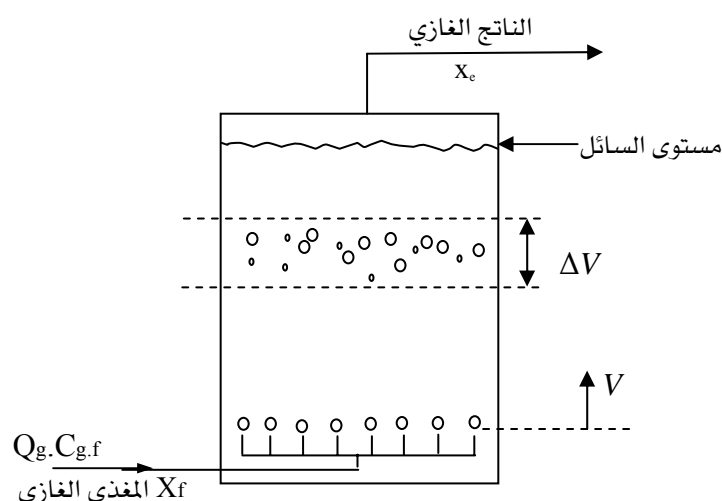 الناتج الغازي
xₑ
مستوى السائل
ΔV
V
Qg.Cg.f
Xf المغذي الغازي